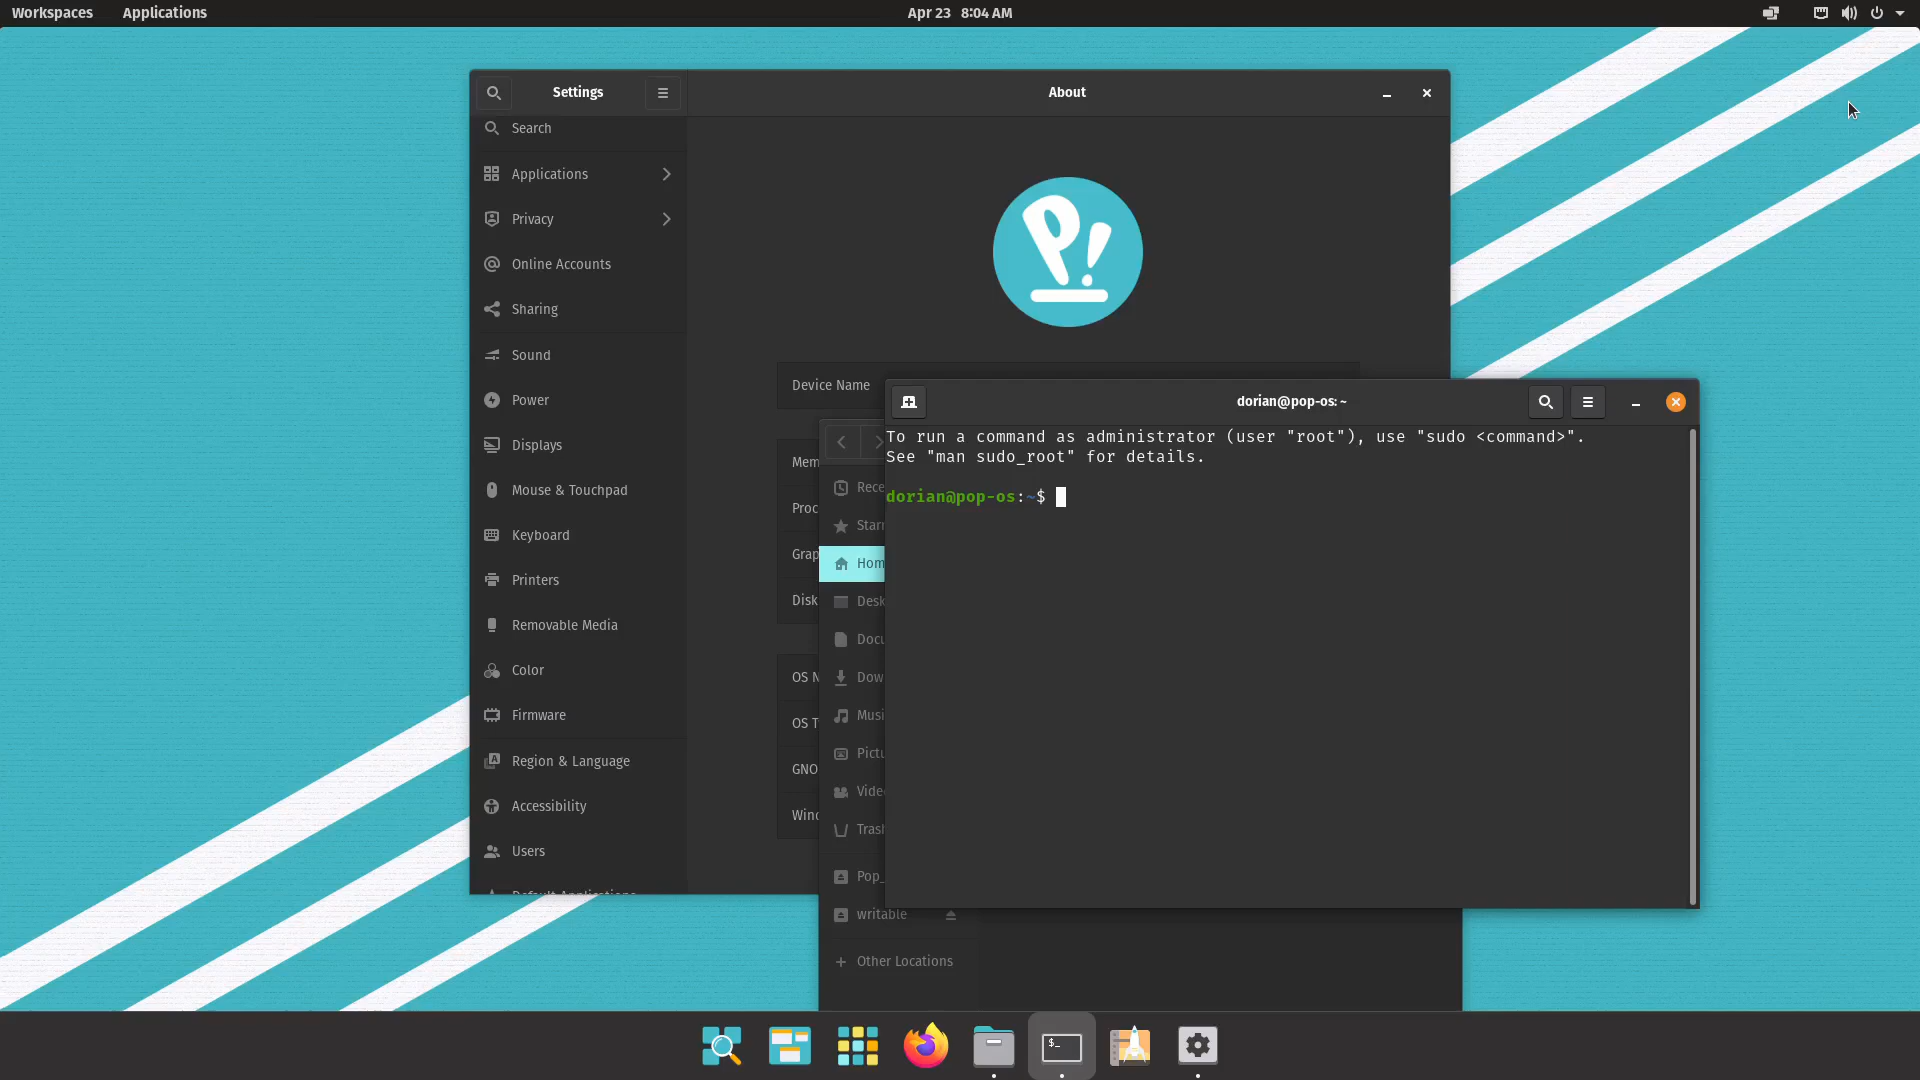 Workspaces Applications Apr 23 8:04 AM
Settings
About
Search
Applications
Privacy
Online Accounts
Sharing
Sound
Power
Displays
Mouse & Touchpad
Keyboard
Printers
Removable Media
Color
Firmware
Region & Language
Accessibility
Users
Default Applications
P!
Device Name
Mem
Proc
Grap
Disk
OS N
OS T
GNO
Wind
Rece
Starr
Hom
Desk
Docu
Dow
Musi
Pictu
Vide
Trash
Pop_
writable
Other Locations
dorian@pop-os: ~
To run a command as administrator (user "root"), use "sudo <command>".
See "man sudo_root" for details.
dorian@pop-os:~$
$_